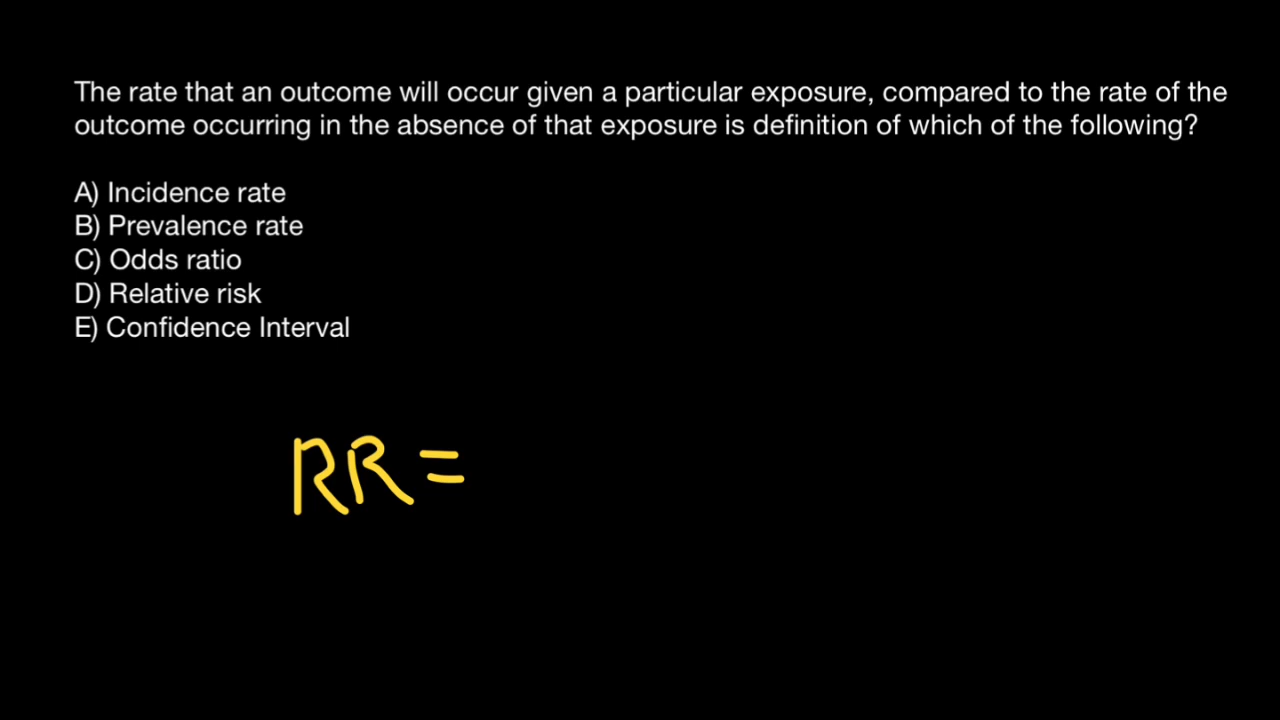 The rate that an outcome will occur given a particular exposure, compared to the rate of the
outcome occurring in the absence of that exposure is definition of which of the following?
A) Incidence rate
B) Prevalence rate
C) Odds ratio
D) Relative risk
E) Confidence Interval
RR =